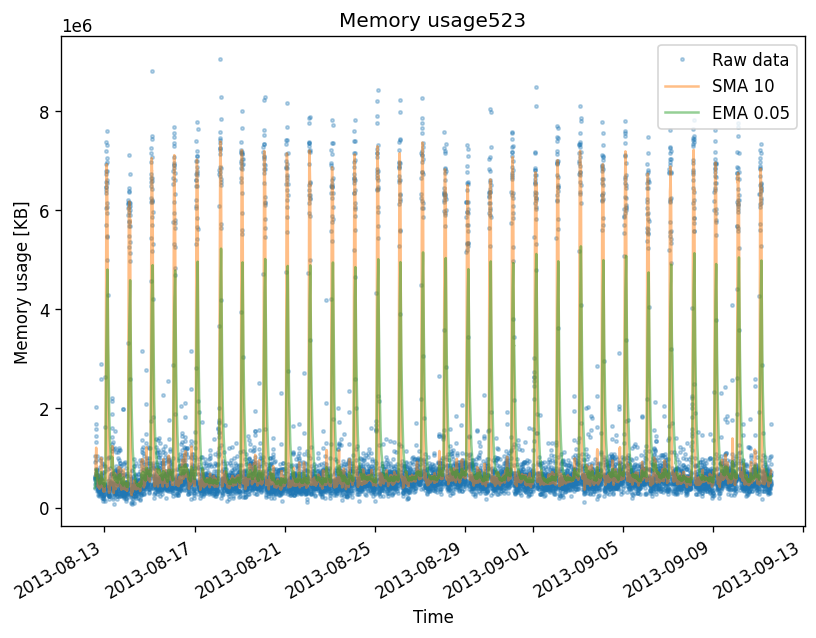 Memory usage523
1e6
Raw data
SMA 10
EMA 0.05
Memory usage [KB]
8
6
4
2
0
2013-08-13
2013-08-17
2013-08-21
2013-08-25
2013-08-29
2013-09-01
2013-09-05
2013-09-09
2013-09-13
Time